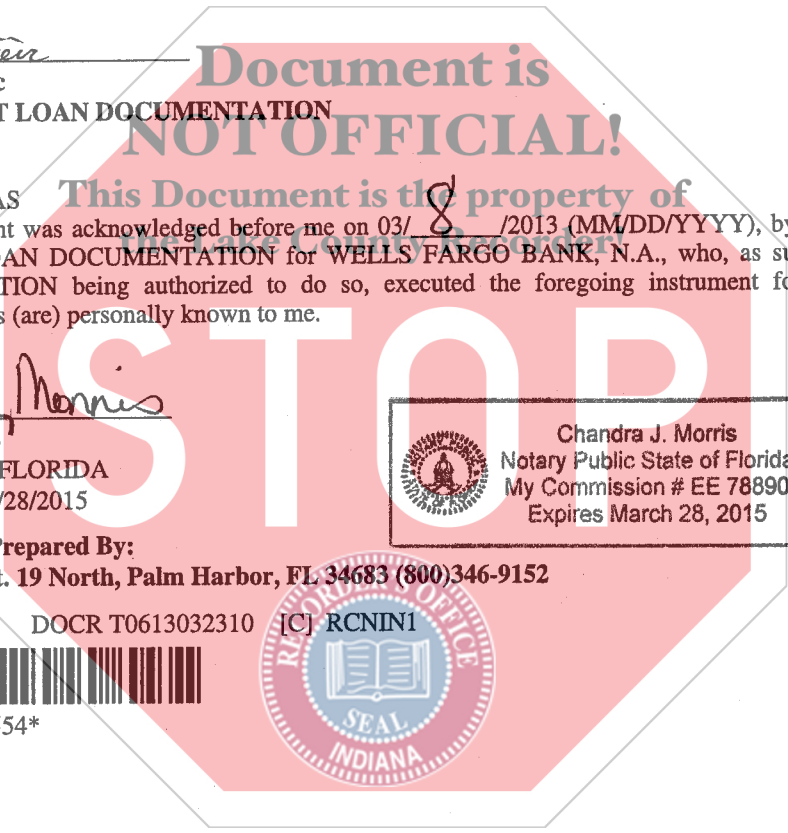 Document is
T LOAN DOCUMENTATION
NOT OFFICIAL!
AS
This Document is the property of
nt was acknowledged before me on 03/ 8 /2013 (MM/DD/YYYY), by
the Lake County Recorder!
AN DOCUMENTATION for WELLS FARGO BANK, N.A., who, as su
TION being authorized to do so, executed the foregoing instrument fo
s (are) personally known to me.
STOP
Morris
Chandra J. Morris
Notary Public State of Florida
My Commission # EE 78890
Expires March 28, 2015
FLORIDA
/28/2015
Prepared By:
t. 19 North, Palm Harbor, FL 34683 (800)346-9152
DOCR T0613032310 [C] RCNIN1
RECORDER'S OFFICE
SEAL
INDIANA
54*